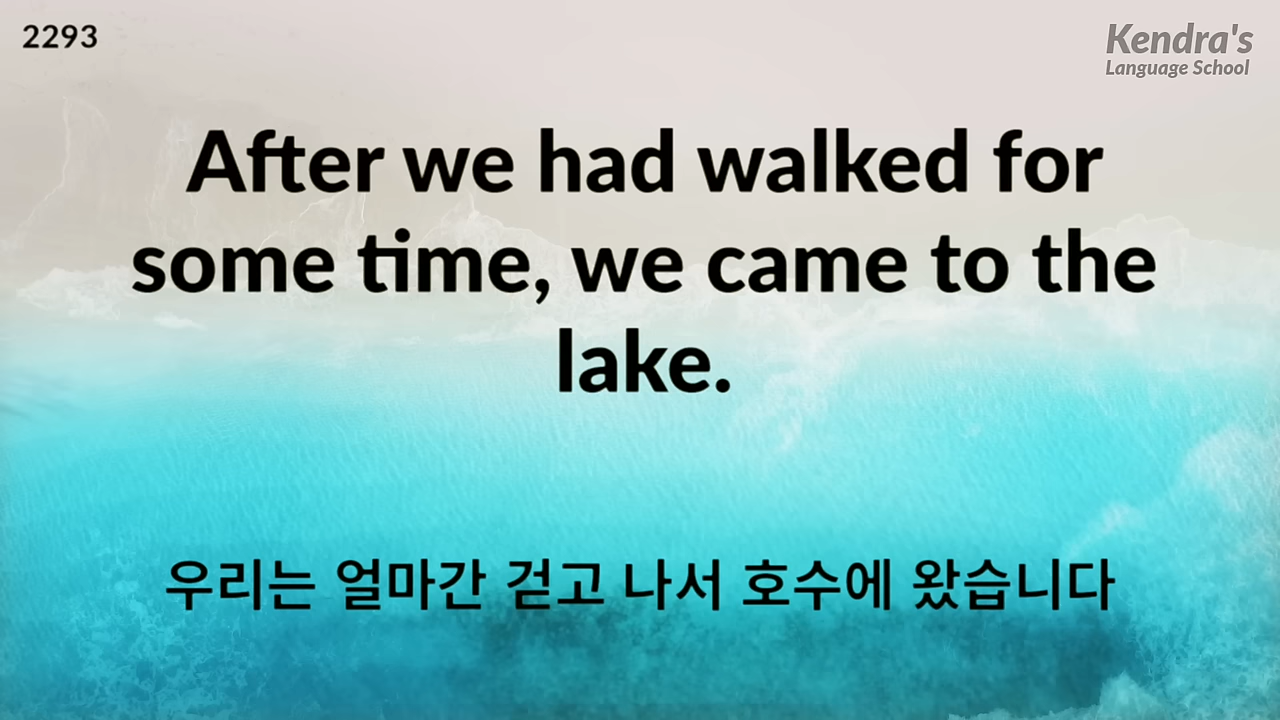 2293
Kendra's
Language School
After we had walked for
some time, we came to the
lake.
우리는 얼마간 걷고 나서 호수에 왔습니다